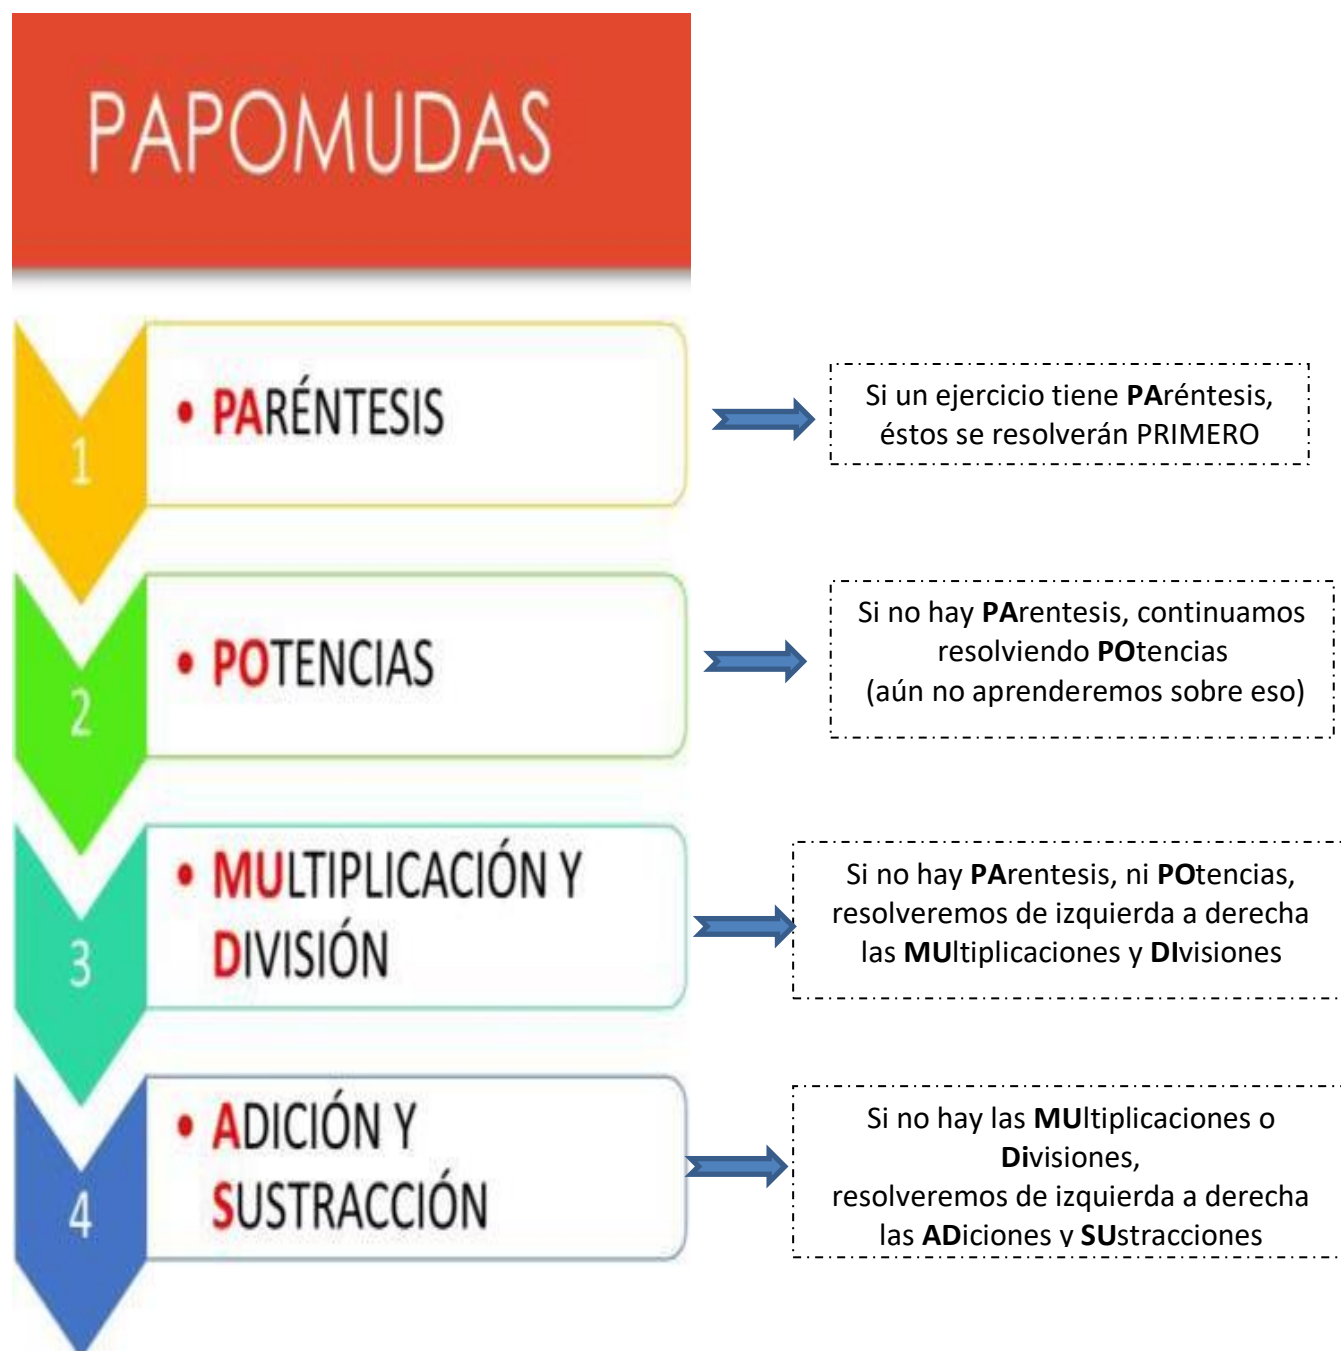 PAPOMUDAS
1
• PARÉNTESIS
Si un ejercicio tiene PAréntesis,
éstos se resolverán PRIMERO
2
• POTENCIAS
Si no hay PArentesis, continuamos
resolviendo POtencias
(aún no aprenderemos sobre eso)
3
• MULTIPLICACIÓN Y
DIVISIÓN
Si no hay PArentesis, ni POtencias,
resolveremos de izquierda a derecha
las MUltiplicaciones y DIvisiones
4
• ADICIÓN Y
SUSTRACCIÓN
Si no hay las MUltiplicaciones o
Divisiones,
resolveremos de izquierda a derecha
las ADiciones y SUstracciones